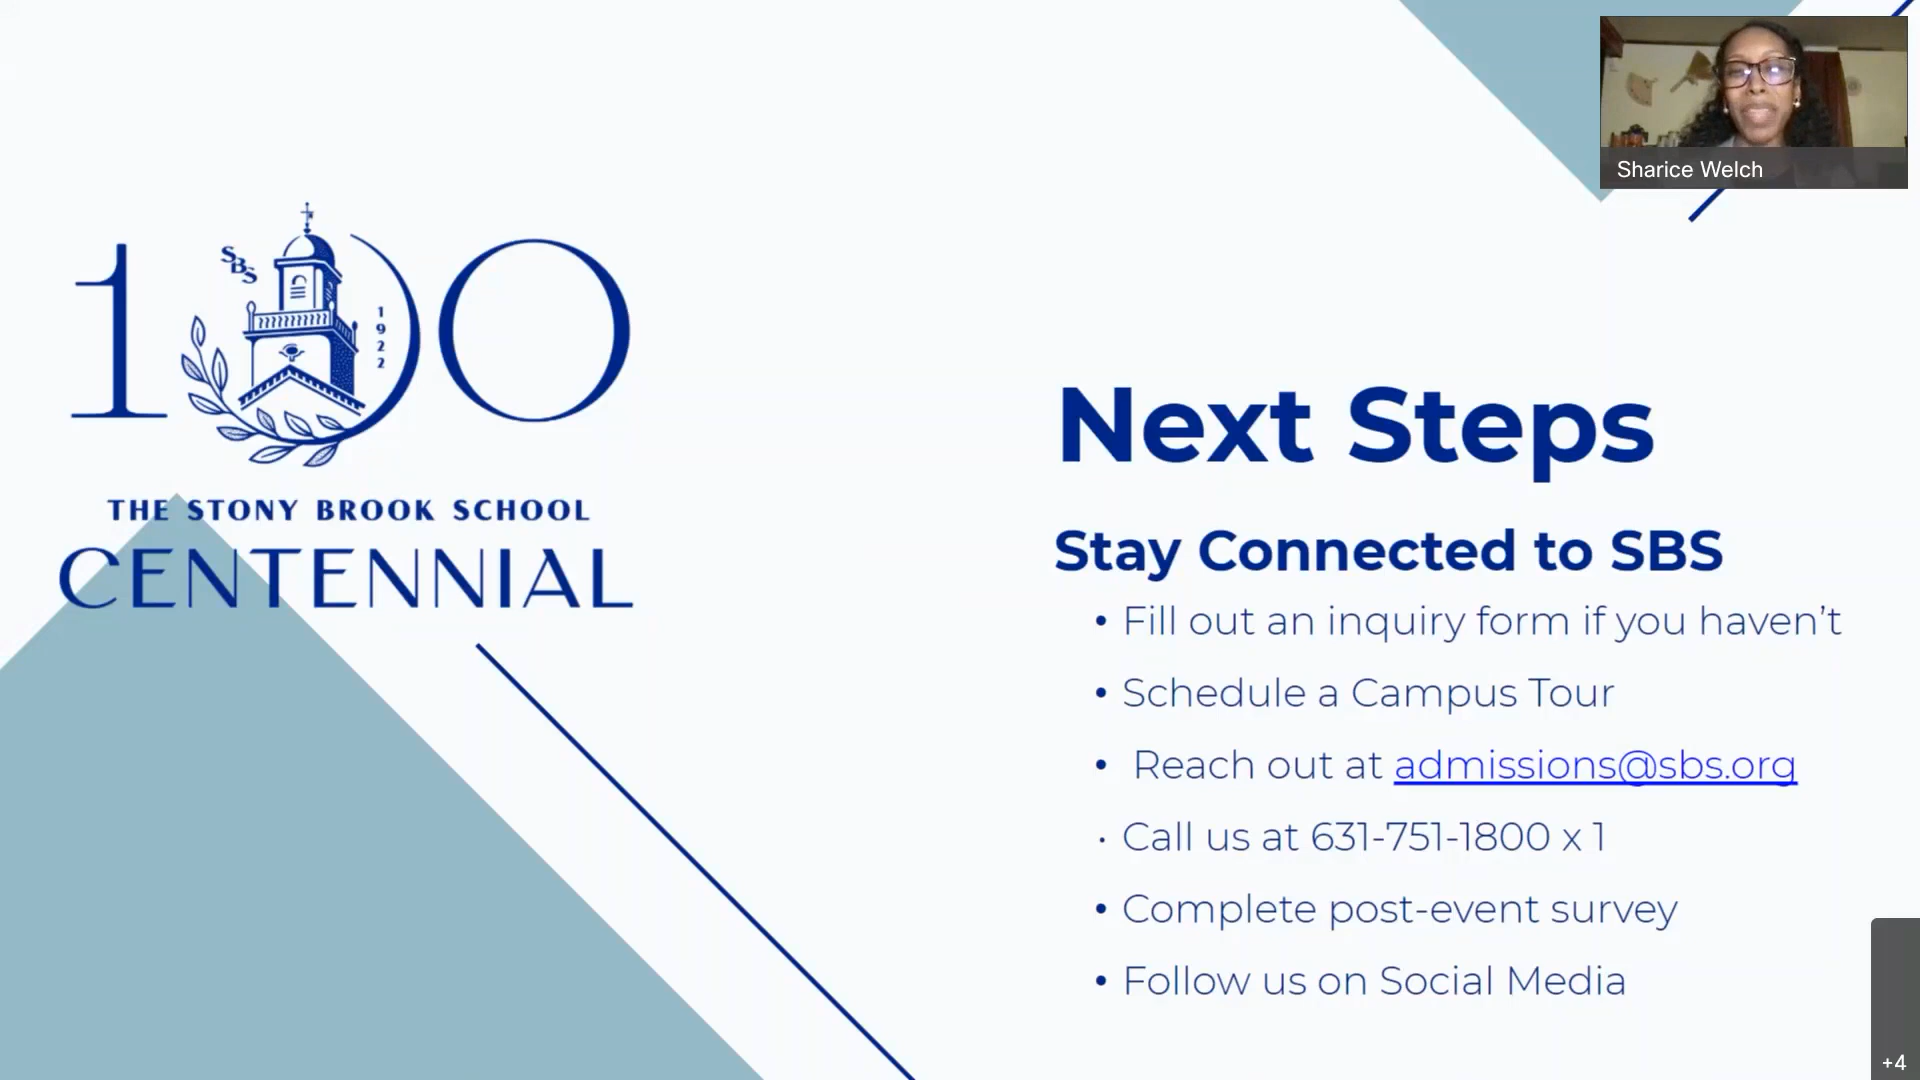 Sharice Welch
100
SBS
1922
THE STONY BROOK SCHOOL
CENTENNIAL
Next Steps
Stay Connected to SBS
• Fill out an inquiry form if you haven’t
• Schedule a Campus Tour
• Reach out at admissions@sbs.org
• Call us at 631-751-1800 x 1
• Complete post-event survey
• Follow us on Social Media
+4